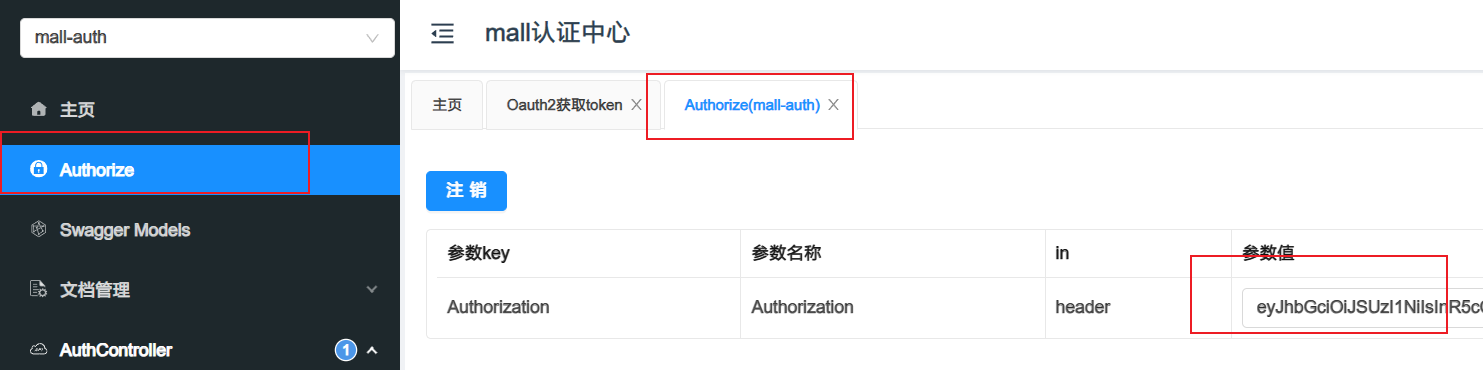 mall-auth
主页
Authorize
Swagger Models
文档管理
AuthController
1
mall认证中心
主页
Oauth2获取token
Authorize(mall-auth)
注 销
参数key 参数名称 in 参数值
Authorization Authorization header eyJhbGciOiJSUzI1NiIsInR5c